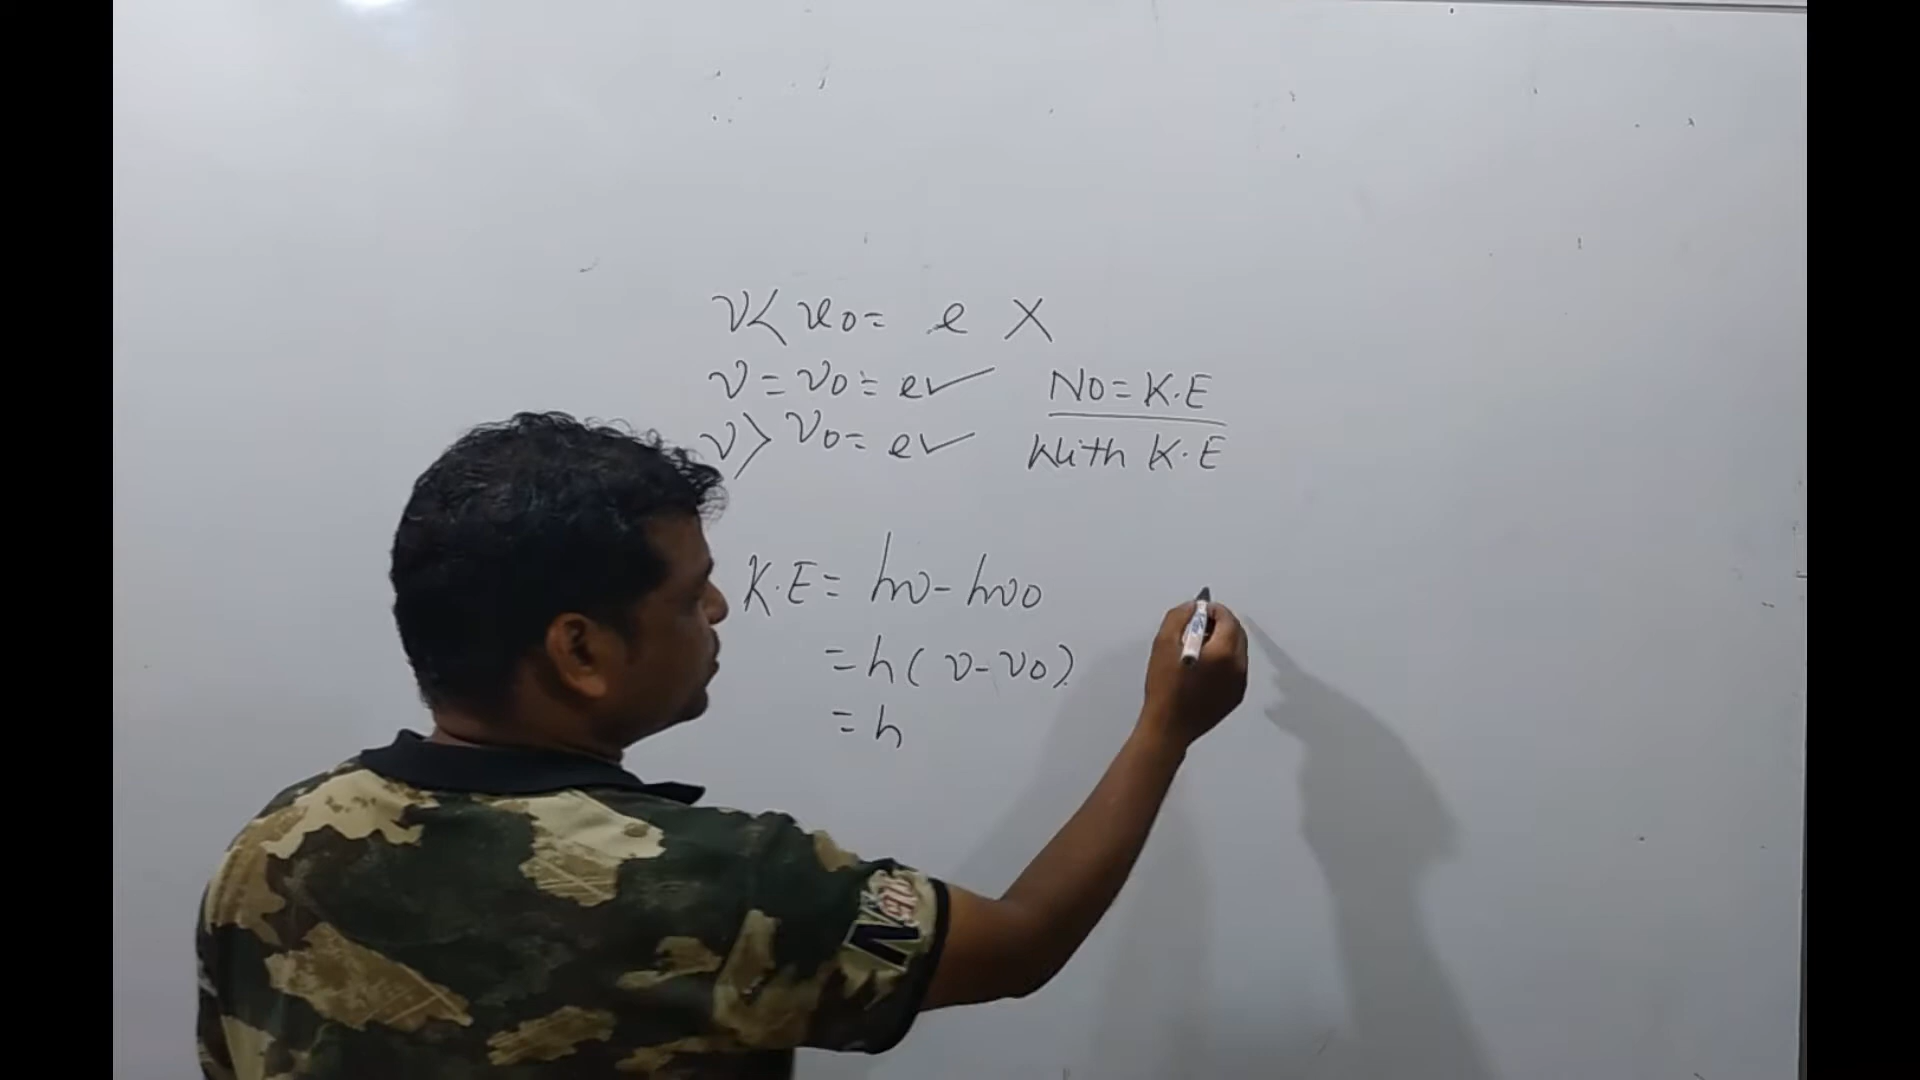 ν< ν0= e X
ν = ν0 = e✓ No = K.E
ν > ν0= e✓ With K.E
K.E = hν - hν0
= h( ν - ν0)
= h
N